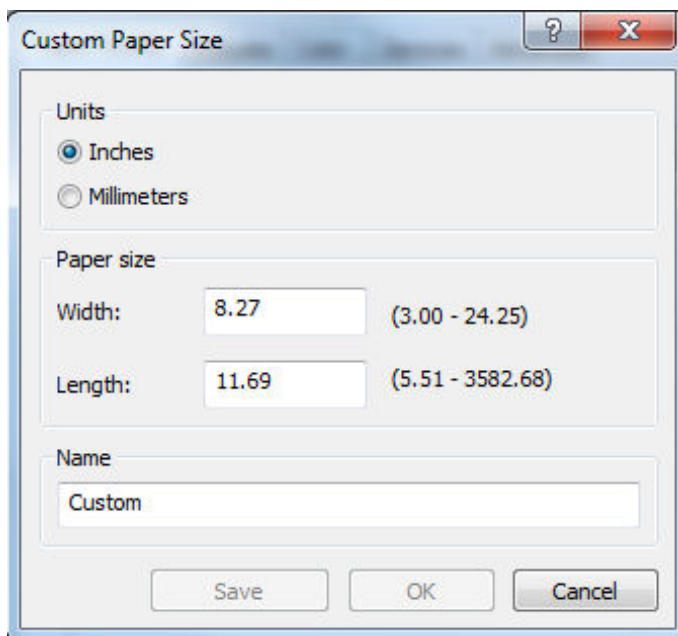 Custom Paper Size
? X
Units
Inches
Millimeters
Paper size
Width: 8.27 (3.00 - 24.25)
Length: 11.69 (5.51 - 3582.68)
Name
Custom
Save OK Cancel